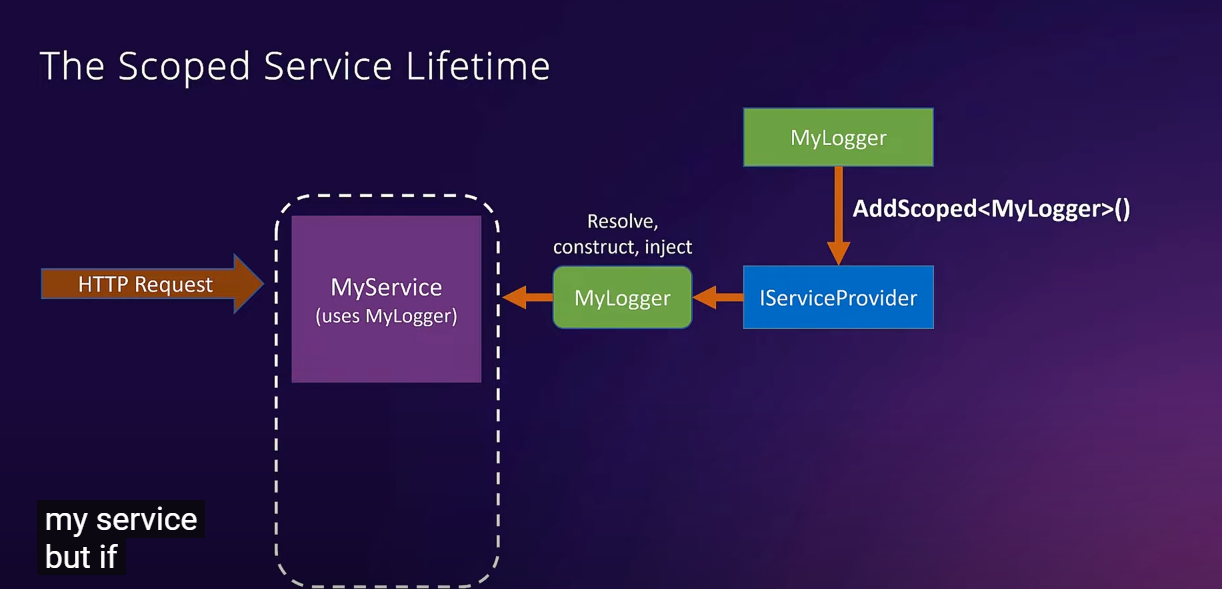 The Scoped Service Lifetime
MyLogger
AddScoped<MyLogger>()
Resolve,
construct, inject
HTTP Request
MyService
(uses MyLogger)
MyLogger
IServiceProvider
my service
but if